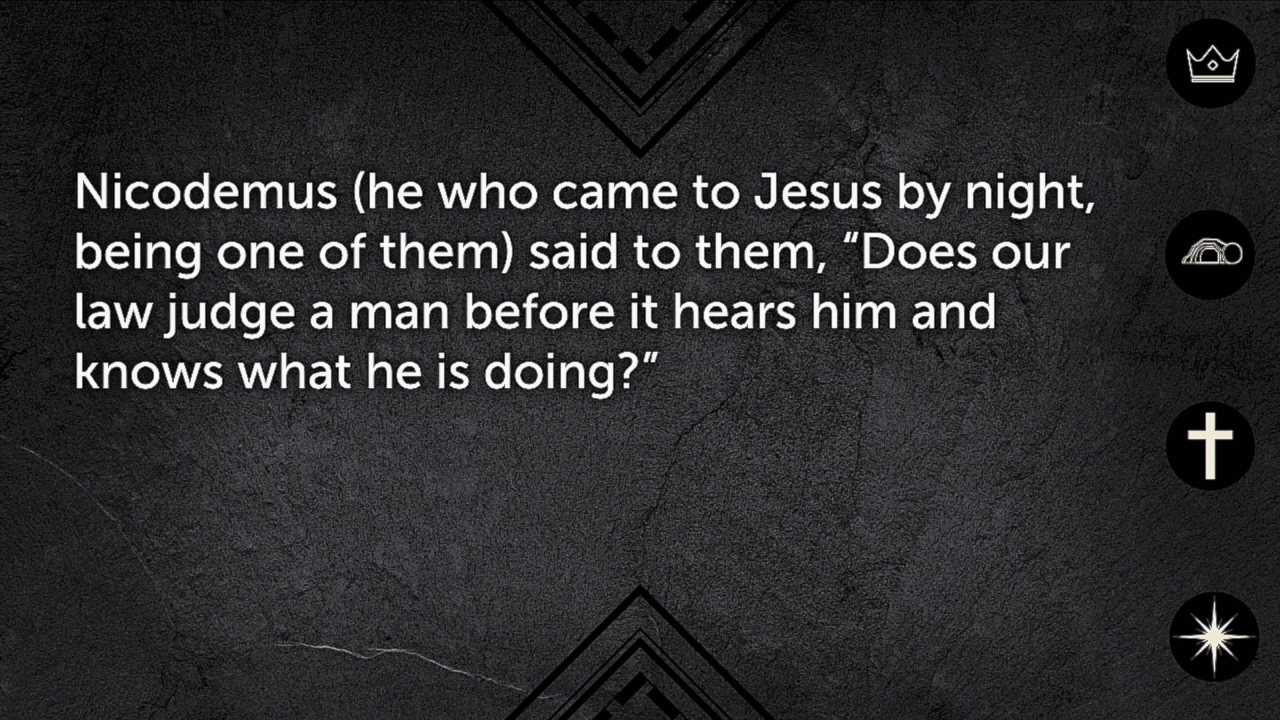 Nicodemus (he who came to Jesus by night,
being one of them) said to them, “Does our
law judge a man before it hears him and
knows what he is doing?”